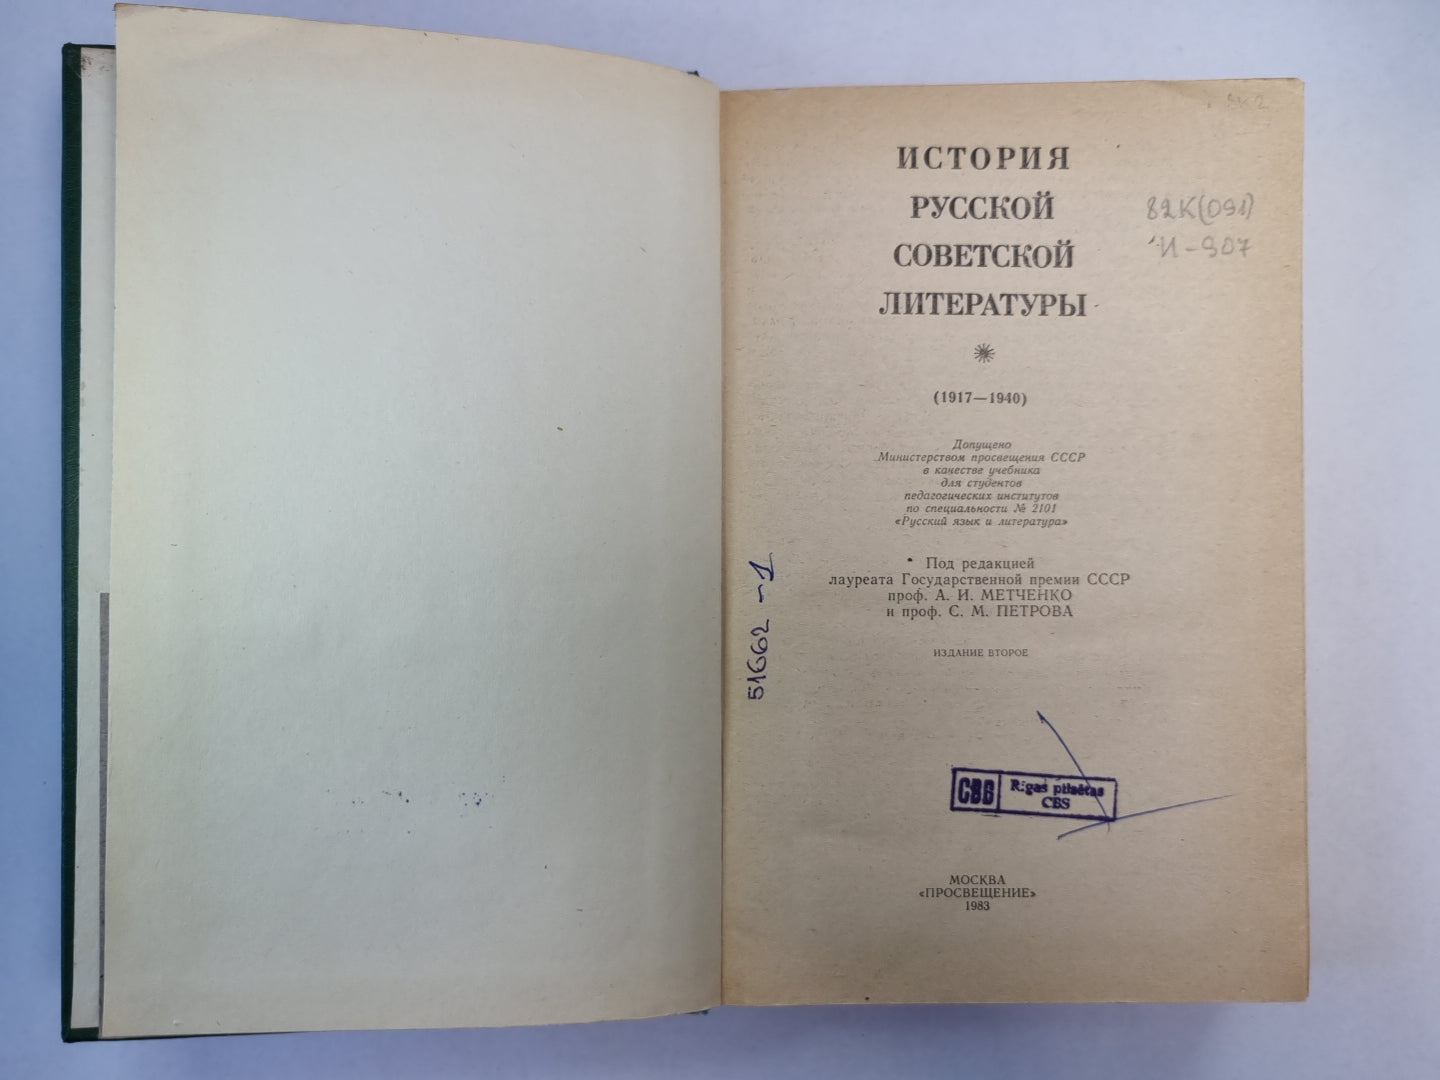 ИСТОРИЯ
РУССКОЙ
СОВЕТСКОЙ
ЛИТЕРАТУРЫ
82К(091)
И-907
(1917—1940)
Допущено
Министерством просвещения СССР
в качестве учебника
для студентов
педагогических институтов
по специальности № 2101
«Русский язык и литература»
Под редакцией
лауреата Государственной премии СССР
проф. А. И. МЕТЧЕНКО
и проф. С. М. ПЕТРОВА
ИЗДАНИЕ ВТОРОЕ
51662 -1
Rīgas pilsētas
CBS
МОСКВА
«ПРОСВЕЩЕНИЕ»
1983